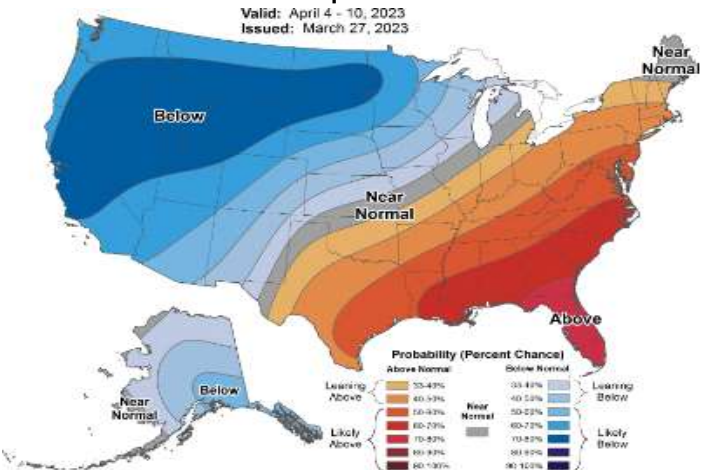 Valid: April 4 - 10, 2023
Issued: March 27, 2023
Near
Normal
Below
Near
Normal
Above
Below
Near
Normal
Probability (Percent Chance)
Above Normal
Below Normal
Leaning
Above
Likely
Above
33-40%
40-50%
50-60%
60-70%
70-80%
80-90%
90-100%
Near
Normal
33-40%
40-50%
50-60%
60-70%
70-80%
80-90%
90-100%
Leaning
Below
Likely
Below